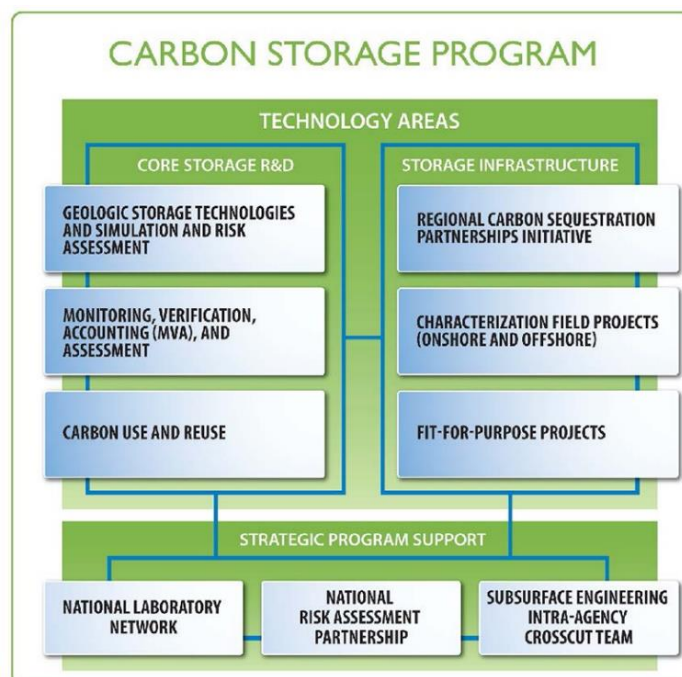 CARBON STORAGE PROGRAM
TECHNOLOGY AREAS
CORE STORAGE R&D
GEOLOGIC STORAGE TECHNOLOGIES
AND SIMULATION AND RISK
ASSESSMENT
MONITORING, VERIFICATION,
ACCOUNTING (MVA), AND
ASSESSMENT
CARBON USE AND REUSE
STORAGE INFRASTRUCTURE
REGIONAL CARBON SEQUESTRATION
PARTNERSHIPS INITIATIVE
CHARACTERIZATION FIELD PROJECTS
(ONSHORE AND OFFSHORE)
FIT-FOR-PURPOSE PROJECTS
STRATEGIC PROGRAM SUPPORT
NATIONAL LABORATORY
NETWORK
NATIONAL
RISK ASSESSMENT
PARTNERSHIP
SUBSURFACE ENGINEERING
INTRA-AGENCY
CROSSCUT TEAM